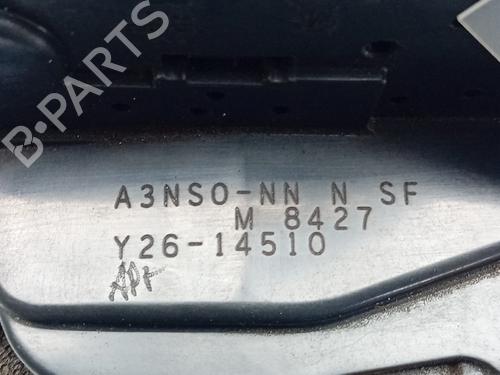 B-PARTS
A3NSO-NN N SF
M 8427
Y26-14510